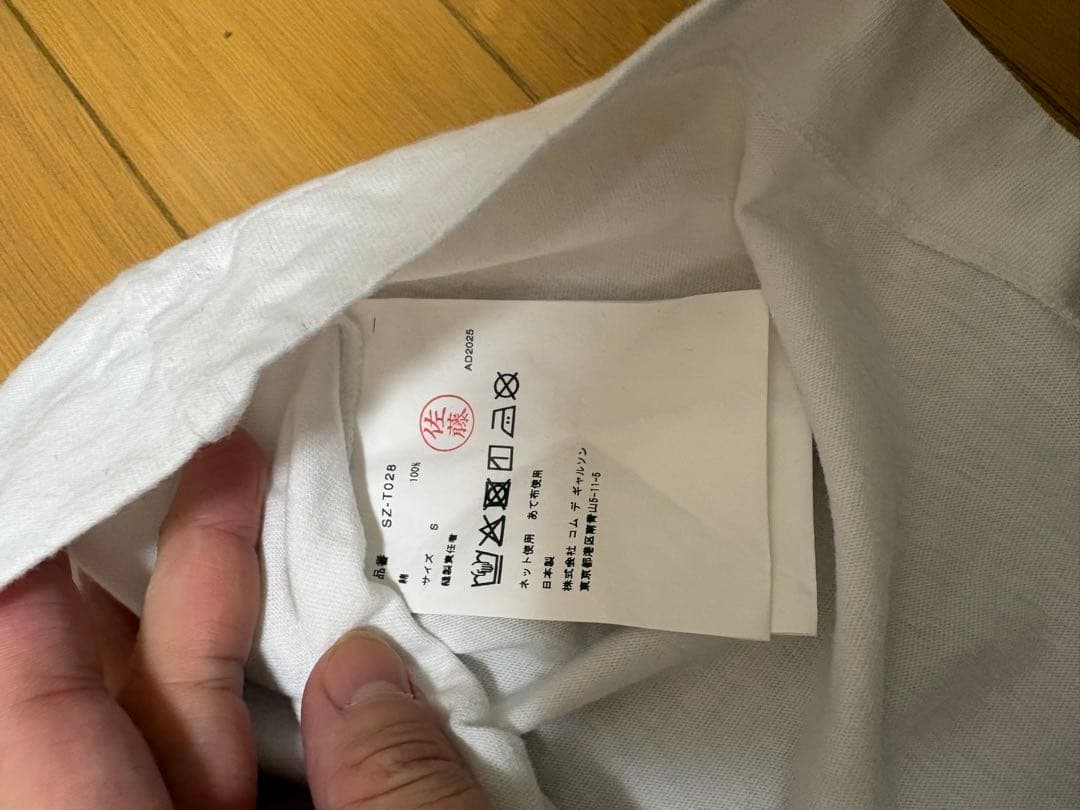 品番 SZ-T028
綿 100%
サイズ S
縫製責任者 佐藤 AD2025
ネット使用 あて布使用
日本製
株式会社 コム デ ギャルソン
東京都港区南青山5-11-5